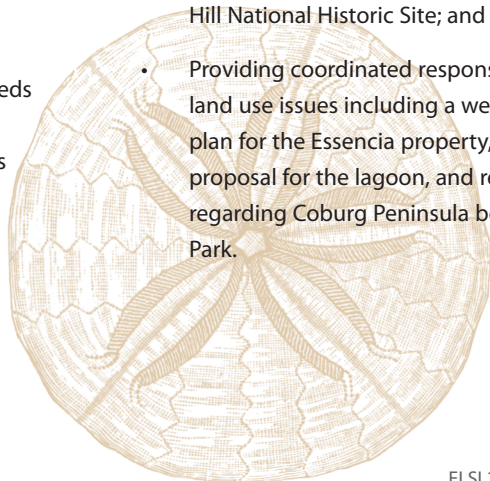 eds
s
Hill National Historic Site; and
• Providing coordinated respons
land use issues including a we
plan for the Essencia property,
proposal for the lagoon, and re
regarding Coburg Peninsula b
Park.